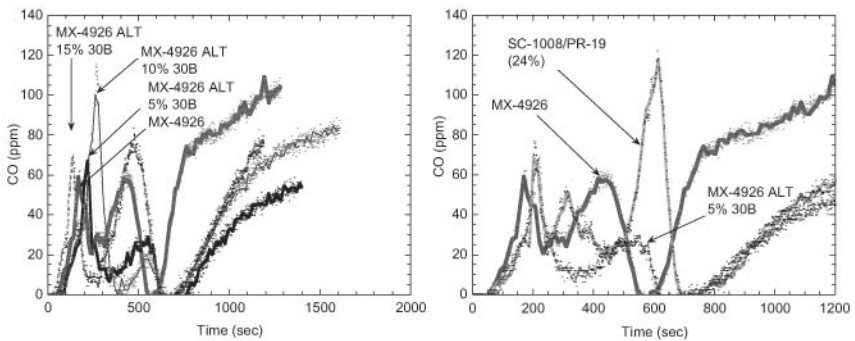 140
120
100
80
60
40
20
0
CO (ppm)
MX-4926 ALT
15% 30B
MX-4926 ALT
10% 30B
MX-4926 ALT
5% 30B
MX-4926
0
500
1000
1500
2000
Time (sec)
140
120
100
80
60
40
20
0
CO (ppm)
SC-1008/PR-19
(24%)
MX-4926
MX-4926 ALT
5% 30B
0
200
400
600
800
1000
1200
Time (sec)